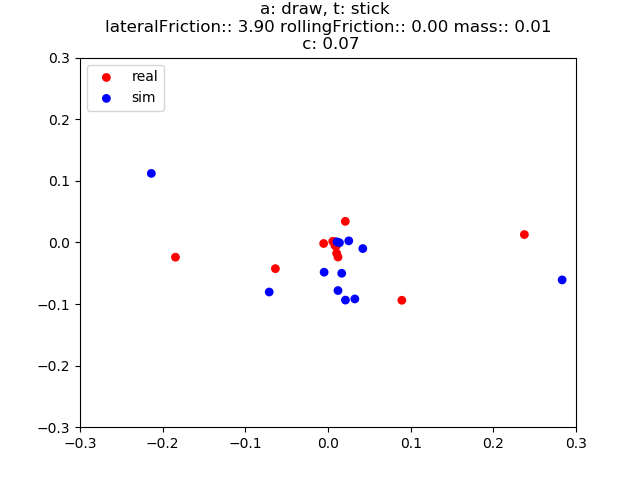 a: draw, t: stick
lateralFriction:: 3.90 rollingFriction:: 0.00 mass:: 0.01
c: 0.07
real
sim
0.3
0.2
0.1
0.0
−0.1
−0.2
−0.3
−0.3
−0.2
−0.1
0.0
0.1
0.2
0.3